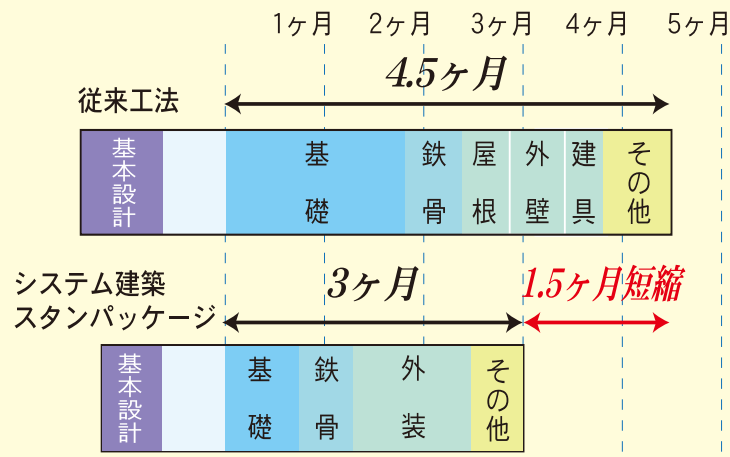 1ヶ月 2ヶ月 3ヶ月 4ヶ月 5ヶ月
4.5ヶ月
従来工法
基本設計
基礎
鉄骨
屋根
外壁
建具
その他
システム建築
スタンパッケージ
3ヶ月
1.5ヶ月短縮
基本設計
基礎
鉄骨
外装
その他